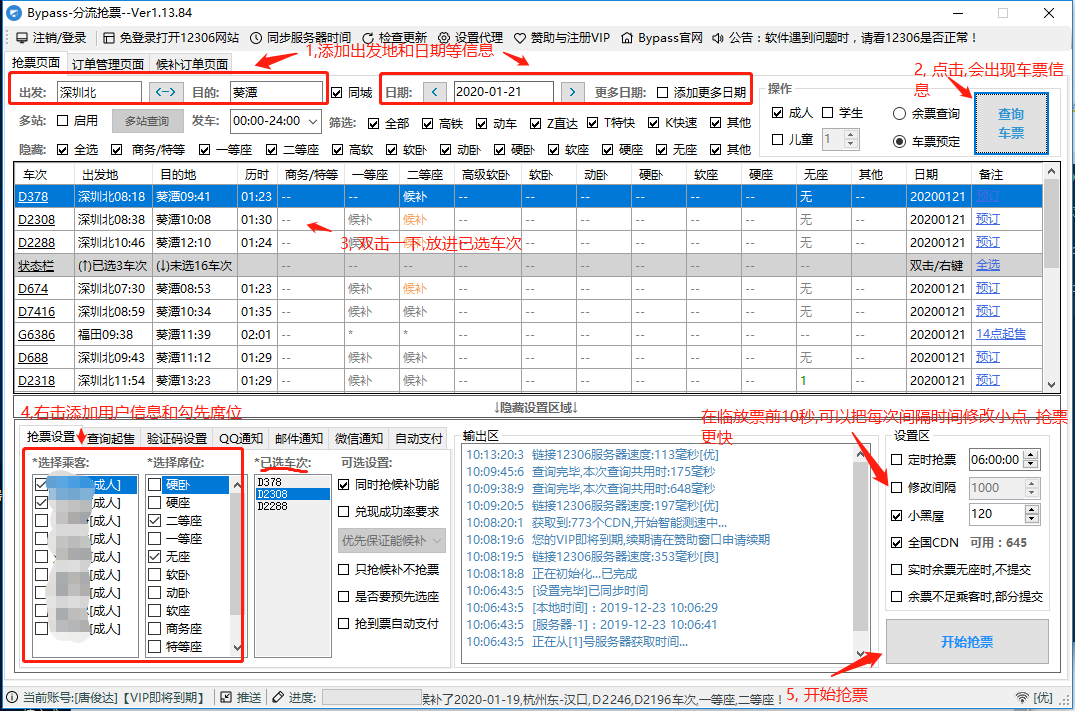 Bypass-分流抢票--Ver1.13.84
注销/登录 免登录打开12306网站 同步服务器时间 检查更新 设置代理 赞助与注册VIP Bypass官网 公告：软件遇到问题时，请看12306是否正常！
抢票页面 订单管理页面 候补订单页面
1,添加出发地和日期等信息
2, 点击,会出现车票信息
出发: 深圳北 <--> 目的: 葵潭 同城 日期: < 2020-01-21 > 更多日期: 添加更多日期
操作
多站: 启用 多站查询 发车: 00:00-24:00 筛选: 全部 高铁 动车 Z直达 T特快 K快速 其他
成人 学生 余票查询
查询车票
隐藏: 全选 商务/特等 一等座 二等座 高软 软卧 动卧 硬卧 软座 硬座 无座 其他
儿童 1 车票预定
车次 出发地 目的地 历时 商务/特等 一等座 二等座 高级软卧 软卧 动卧 硬卧 软座 硬座 无座 其他 日期 备注
D378 深圳北08:18 葵潭09:41 01:23 -- -- 候补 -- -- -- -- -- -- 无 -- 20200121 预订
D2308 深圳北08:38 葵潭10:08 01:30 -- 候补 候补 -- -- -- -- -- -- 无 -- 20200121 预订
D2288 深圳北10:46 葵潭12:10 01:24 -- -- -- -- -- -- 无 -- 20200121 预订
3, 双击一下,放进已选车次
状态栏 (↑)已选3车次 (↓)未选16车次 -- -- -- -- -- -- -- -- -- -- -- 双击/右键 全选
D674 深圳北07:30 葵潭08:53 01:23 -- 候补 候补 -- -- -- -- -- -- 无 -- 20200121 预订
D7416 深圳北08:59 葵潭10:34 01:35 -- 候补 候补 -- -- -- -- -- -- 无 -- 20200121 预订
G6386 福田09:38 葵潭11:39 02:01 -- * * -- -- -- -- -- -- -- -- 20200121 14点起售
D688 深圳北09:43 葵潭11:12 01:29 -- 候补 候补 -- -- -- -- -- -- 无 -- 20200121 预订
D2318 深圳北11:54 葵潭13:23 01:29 -- 候补 候补 -- -- -- -- -- -- 1 -- 20200121 预订
4,右击添加用户信息和勾先席位
↓隐藏设置区域↓
在临放票前10秒,可以把每次间隔时间修改小点, 抢票更快
抢票设置 查询起售 验证码设置 QQ通知 邮件通知 微信通知 自动支付
*选择乘客:
[成人]
[成人]
[成人]
[成人]
[成人]
[成人]
[成人]
[成人]
[成人]
*选择席位:
硬卧
硬座
二等座
一等座
无座
软卧
动卧
软座
商务座
特等座
*已选车次:
D378
D2308
D2288
可选设置:
同时抢候补功能
兑现成功率要求
优先保证能候补
只抢候补不抢票
是否要预先选座
抢到票自动支付
输出区
10:13:20:3 链接12306服务器速度:113毫秒[优]
10:09:45:6 查询完毕,本次查询共用时:175毫秒
10:09:38:9 查询完毕,本次查询共用时:648毫秒
10:09:20:5 链接12306服务器速度:197毫秒[优]
10:08:20:1 获取到:773个CDN,开始智能测速中...
10:08:19:6 您的VIP即将到期,续期请在赞助窗口申请续期
10:08:19:5 链接12306服务器速度:353毫秒[良]
10:08:18:8 正在初始化...已完成
10:06:43:5 [设置完毕]已同步时间
10:06:43:5 [本地时间]：2019-12-23 10:06:29
10:06:43:5 [服务器-1]：2019-12-23 10:06:41
10:06:43:5 正在从[1]号服务器获取时间...
设置区
定时抢票 06:00:00
修改间隔 1000
小黑屋 120
全国CDN 可用：645
实时余票无座时,不提交
余票不足乘客时,部分提交
开始抢票
5, 开始抢票
当前账号:[唐俊达]【VIP即将到期】 推送 进度: 候补了2020-01-19,杭州东-汉口,D2246,D2196车次,一等座,二等座！ [优]